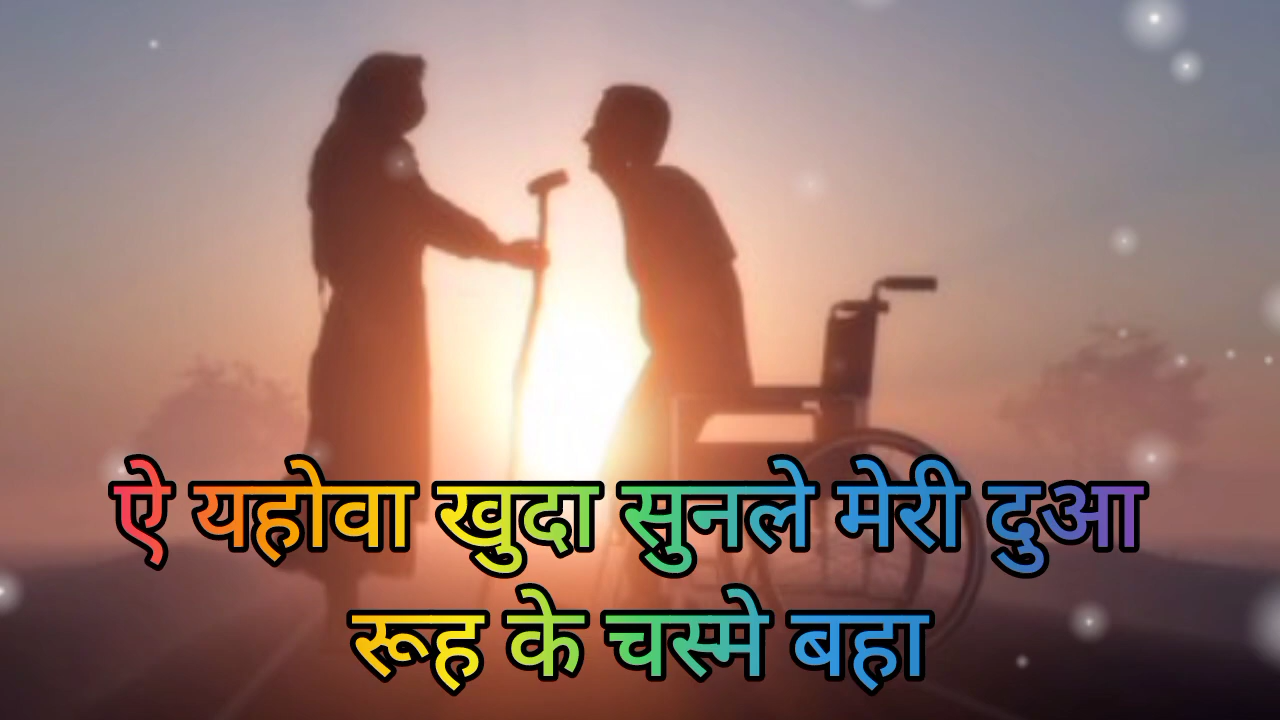 ऐ यहोवा खुदा सुनले मेरी दुआ
रूह के चस्मे बहा